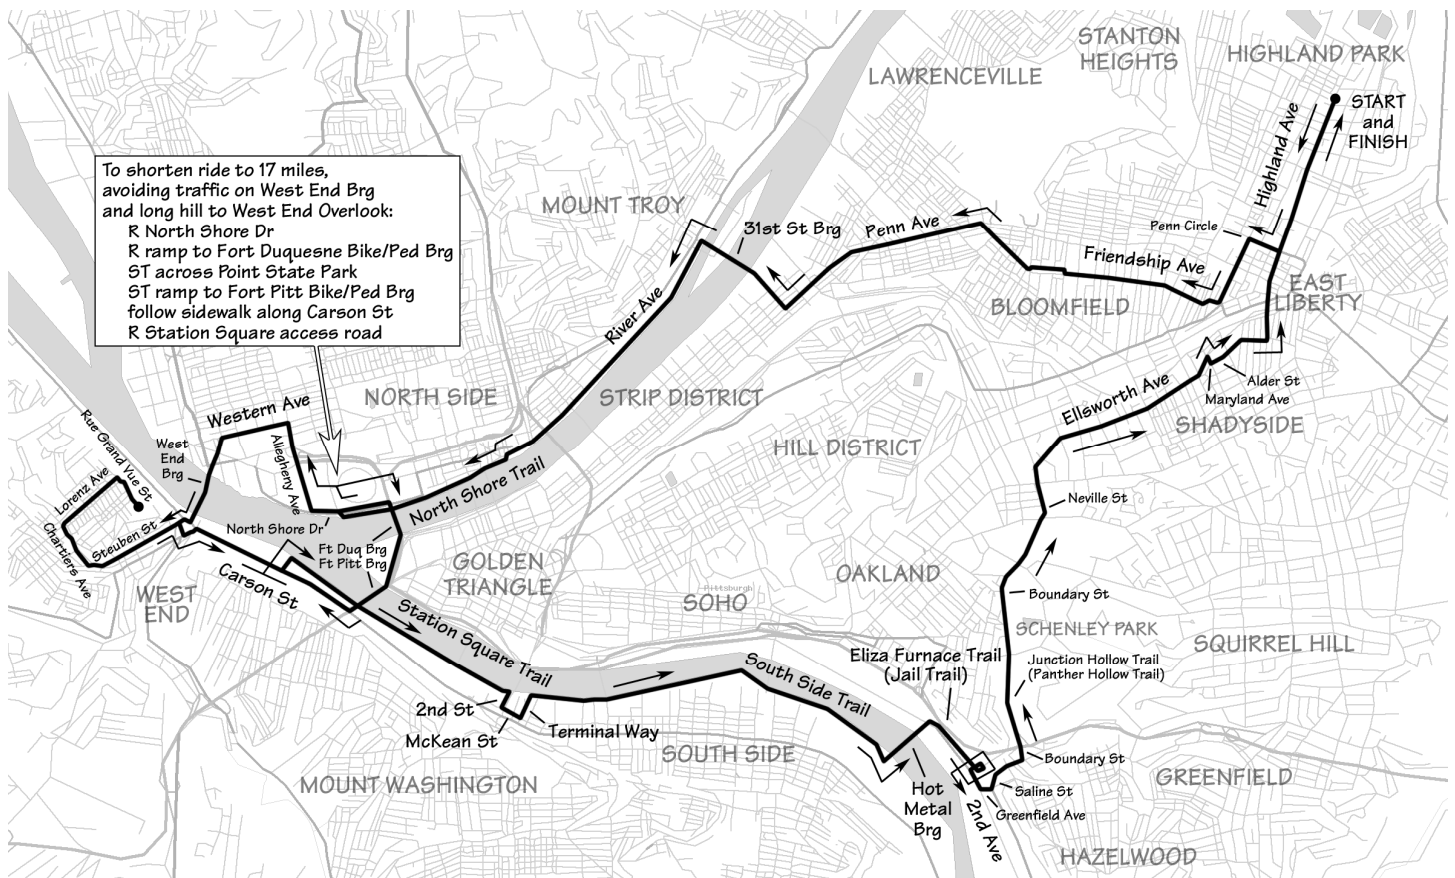 STANTON
HEIGHTS
HIGHLAND PARK
LAWRENCEVILLE
START
and
FINISH
Highland Ave
To shorten ride to 17 miles,
avoiding traffic on West End Brg
and long hill to West End Overlook:
R North Shore Dr
R ramp to Fort Duquesne Bike/Ped Brg
ST across Point State Park
ST ramp to Fort Pitt Bike/Ped Brg
follow sidewalk along Carson St
R Station Square access road
MOUNT TROY
31st St Brg
Penn Ave
Penn Circle
Friendship Ave
EAST
LIBERTY
BLOOMFIELD
River Ave
NORTH SIDE
STRIP DISTRICT
Ellsworth Ave
Alder St
Maryland Ave
SHADYSIDE
Western Ave
Rue Grand Vue St
West
End
Brg
Allegheny Ave
HILL DISTRICT
Lorenz Ave
North Shore Trail
Neville St
Chartiers Ave
Steuben St
North Shore Dr
Ft Duq Brg
Ft Pitt Brg
GOLDEN
TRIANGLE
OAKLAND
Carson St
WEST
END
Pittsburgh
SOHO
Boundary St
Station Square Trail
SCHENLEY PARK
SQUIRREL HILL
Eliza Furnace Trail
(Jail Trail)
Junction Hollow Trail
(Panther Hollow Trail)
South Side Trail
2nd St
McKean St
Terminal Way
SOUTH SIDE
Boundary St
MOUNT WASHINGTON
GREENFIELD
Hot
Metal
Brg
Saline St
Greenfield Ave
2nd Ave
HAZELWOOD